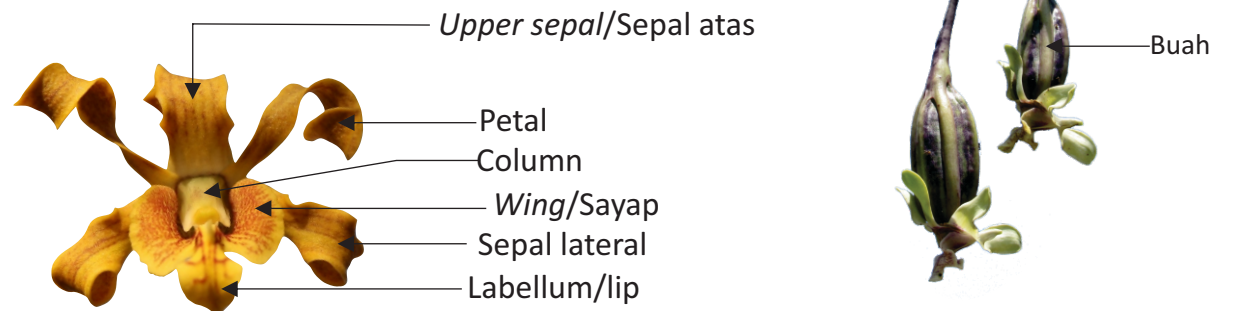 Upper sepal/Sepal atas
Petal
Column
Wing/Sayap
Sepal lateral
Labellum/lip
Buah